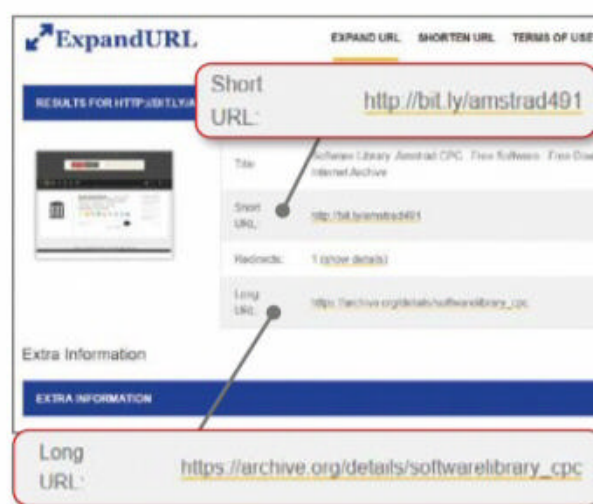 ExpandURL
EXPAND URL SHORTEN URL TERMS OF USE
RESULTS FOR HTTP://BIT.LY/A
Short
URL:
http://bit.ly/amstrad491
Title
Software Library: Amstrad CPC : Free Software : Free Dow
Internet Archive
Short
URL:
http://bit.ly/amstrad491
Redirects:
1 (show details)
Long
URL:
https://archive.org/details/softwarelibrary_cpc
Extra Information
EXTRA INFORMATION
Long
URL:
https://archive.org/details/softwarelibrary_cpc